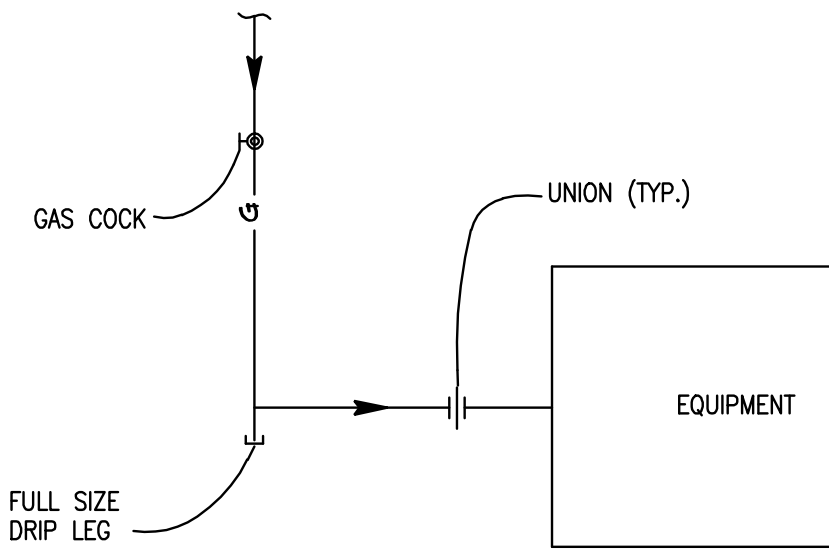 UNION (TYP.)
GAS COCK
G
EQUIPMENT
FULL SIZE
DRIP LEG